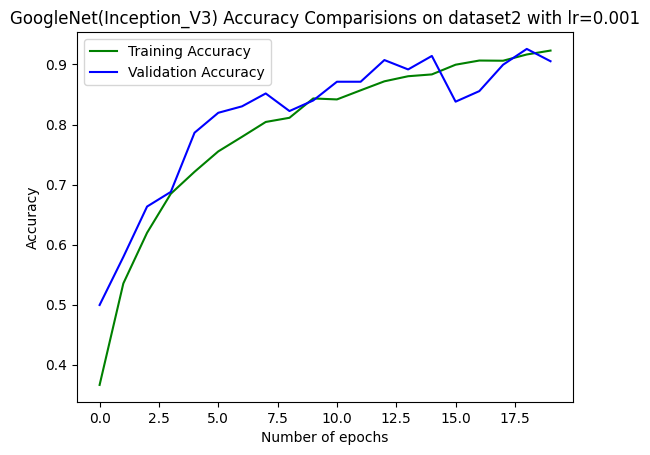 GoogleNet(Inception_V3) Accuracy Comparisions on dataset2 with lr=0.001
Training Accuracy
Validation Accuracy
0.9
0.8
0.7
0.6
0.5
0.4
Accuracy
0.0 2.5 5.0 7.5 10.0 12.5 15.0 17.5
Number of epochs